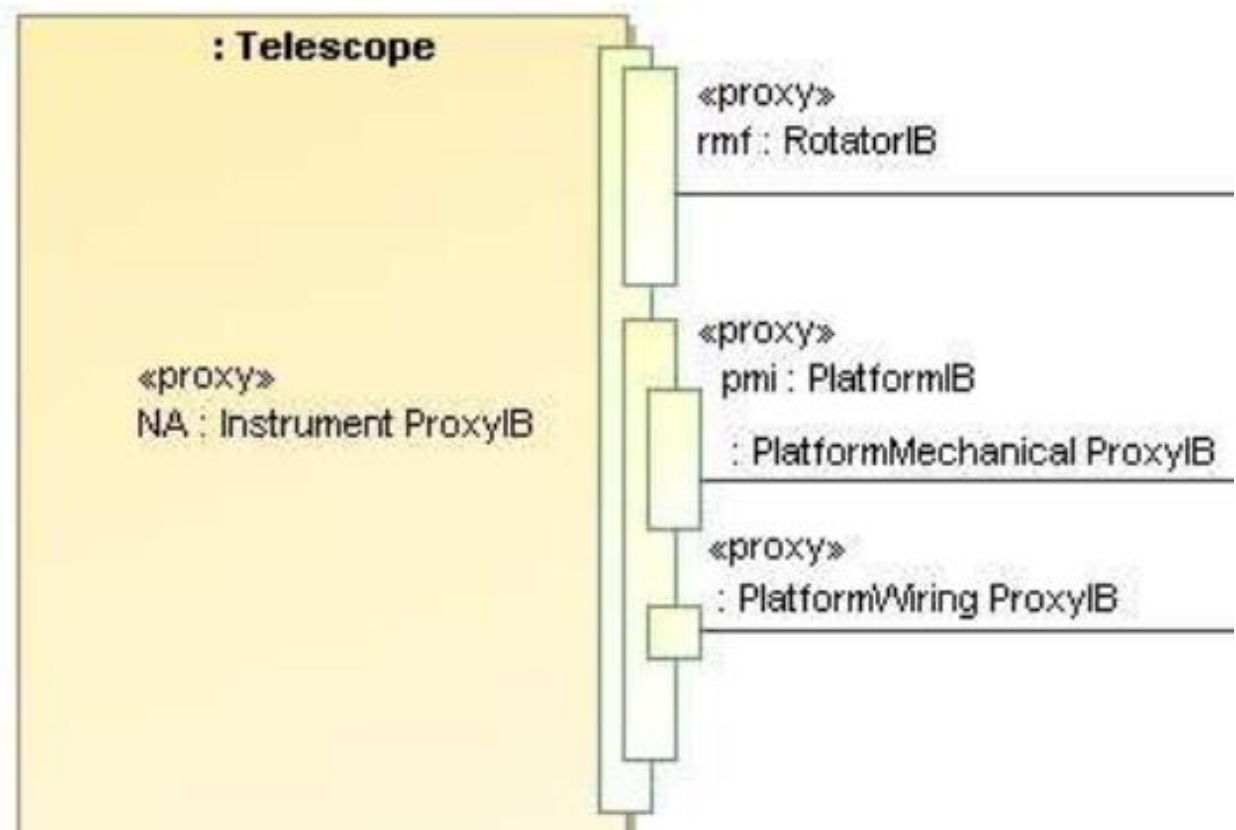 : Telescope
«proxy»
rmf : RotatorIB
«proxy»
pmi : PlatformIB
«proxy»
NA : Instrument ProxyIB
: PlatformMechanical ProxyIB
«proxy»
: PlatformWiring ProxyIB